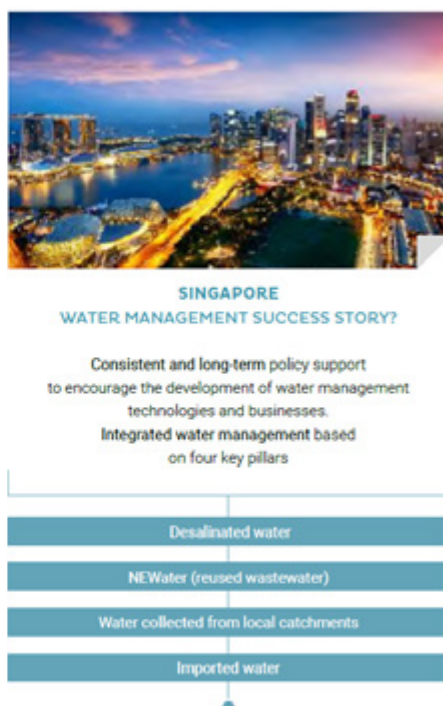 SINGAPORE
WATER MANAGEMENT SUCCESS STORY?
Consistent and long-term policy support
to encourage the development of water management
technologies and businesses.
Integrated water management based
on four key pillars
Desalinated water
NEWater (reused wastewater)
Water collected from local catchments
Imported water